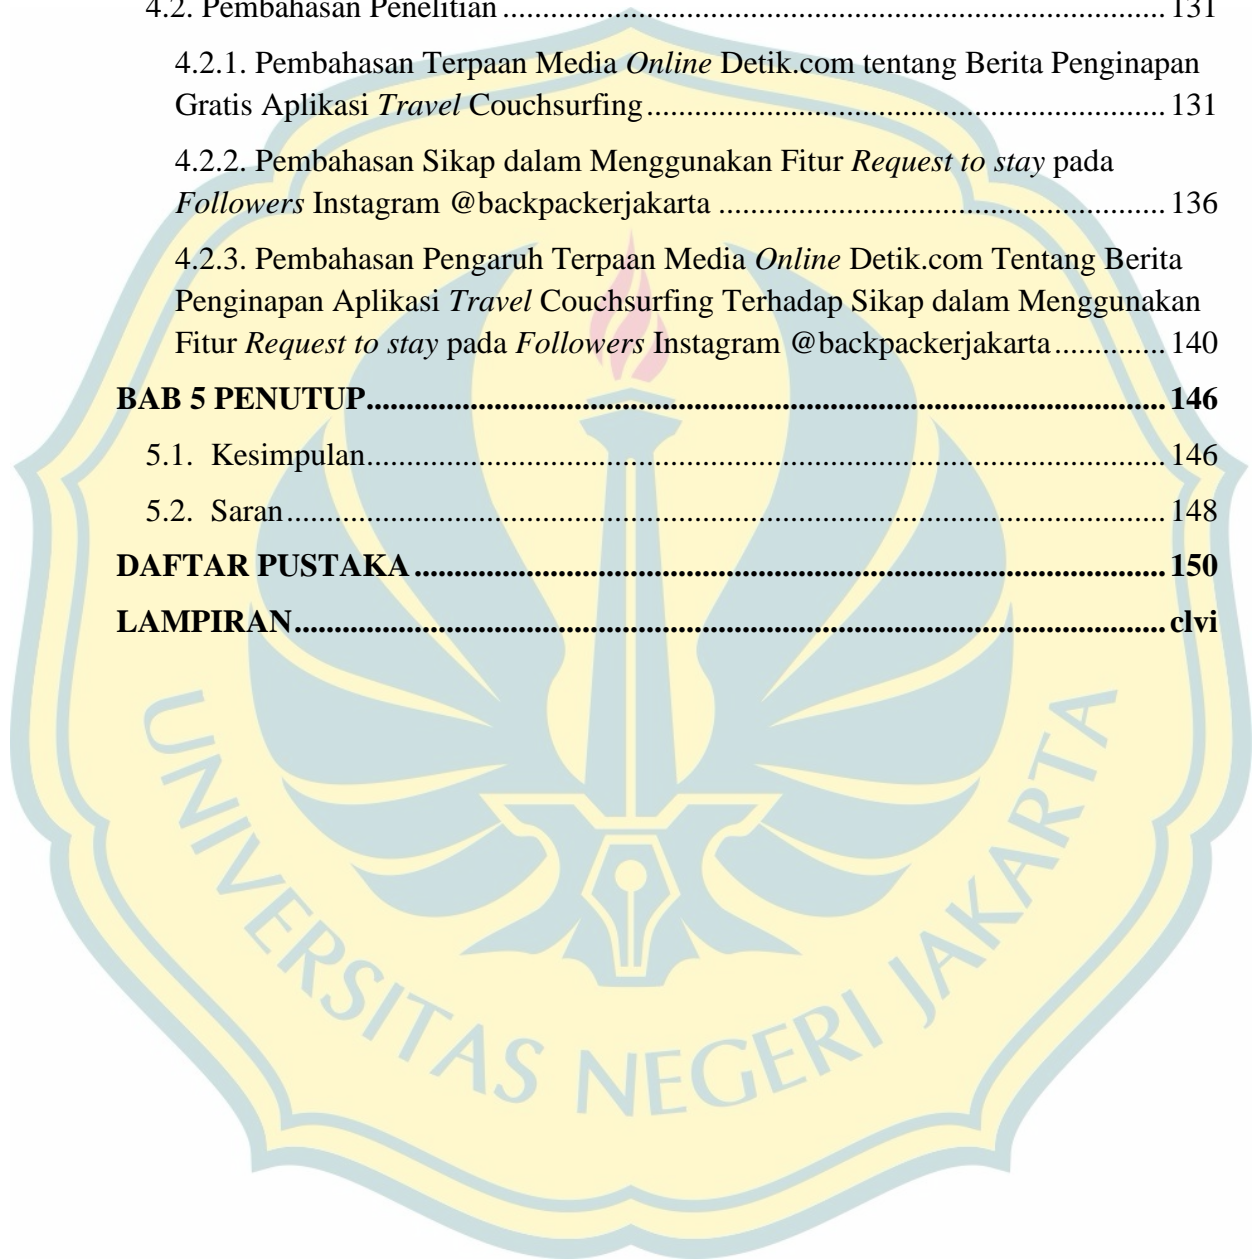 4.2. Pembahasan Penelitian ........ 131
4.2.1. Pembahasan Terpaan Media Online Detik.com tentang Berita Penginapan
Gratis Aplikasi Travel Couchsurfing ........ 131
4.2.2. Pembahasan Sikap dalam Menggunakan Fitur Request to stay pada
Followers Instagram @backpackerjakarta ........ 136
4.2.3. Pembahasan Pengaruh Terpaan Media Online Detik.com Tentang Berita
Penginapan Aplikasi Travel Couchsurfing Terhadap Sikap dalam Menggunakan
Fitur Request to stay pada Followers Instagram @backpackerjakarta ........ 140
BAB 5 PENUTUP ........ 146
5.1. Kesimpulan ........ 146
5.2. Saran ........ 148
DAFTAR PUSTAKA ........ 150
LAMPIRAN ........ clvi
UNIVERSITAS NEGERI JAKARTA